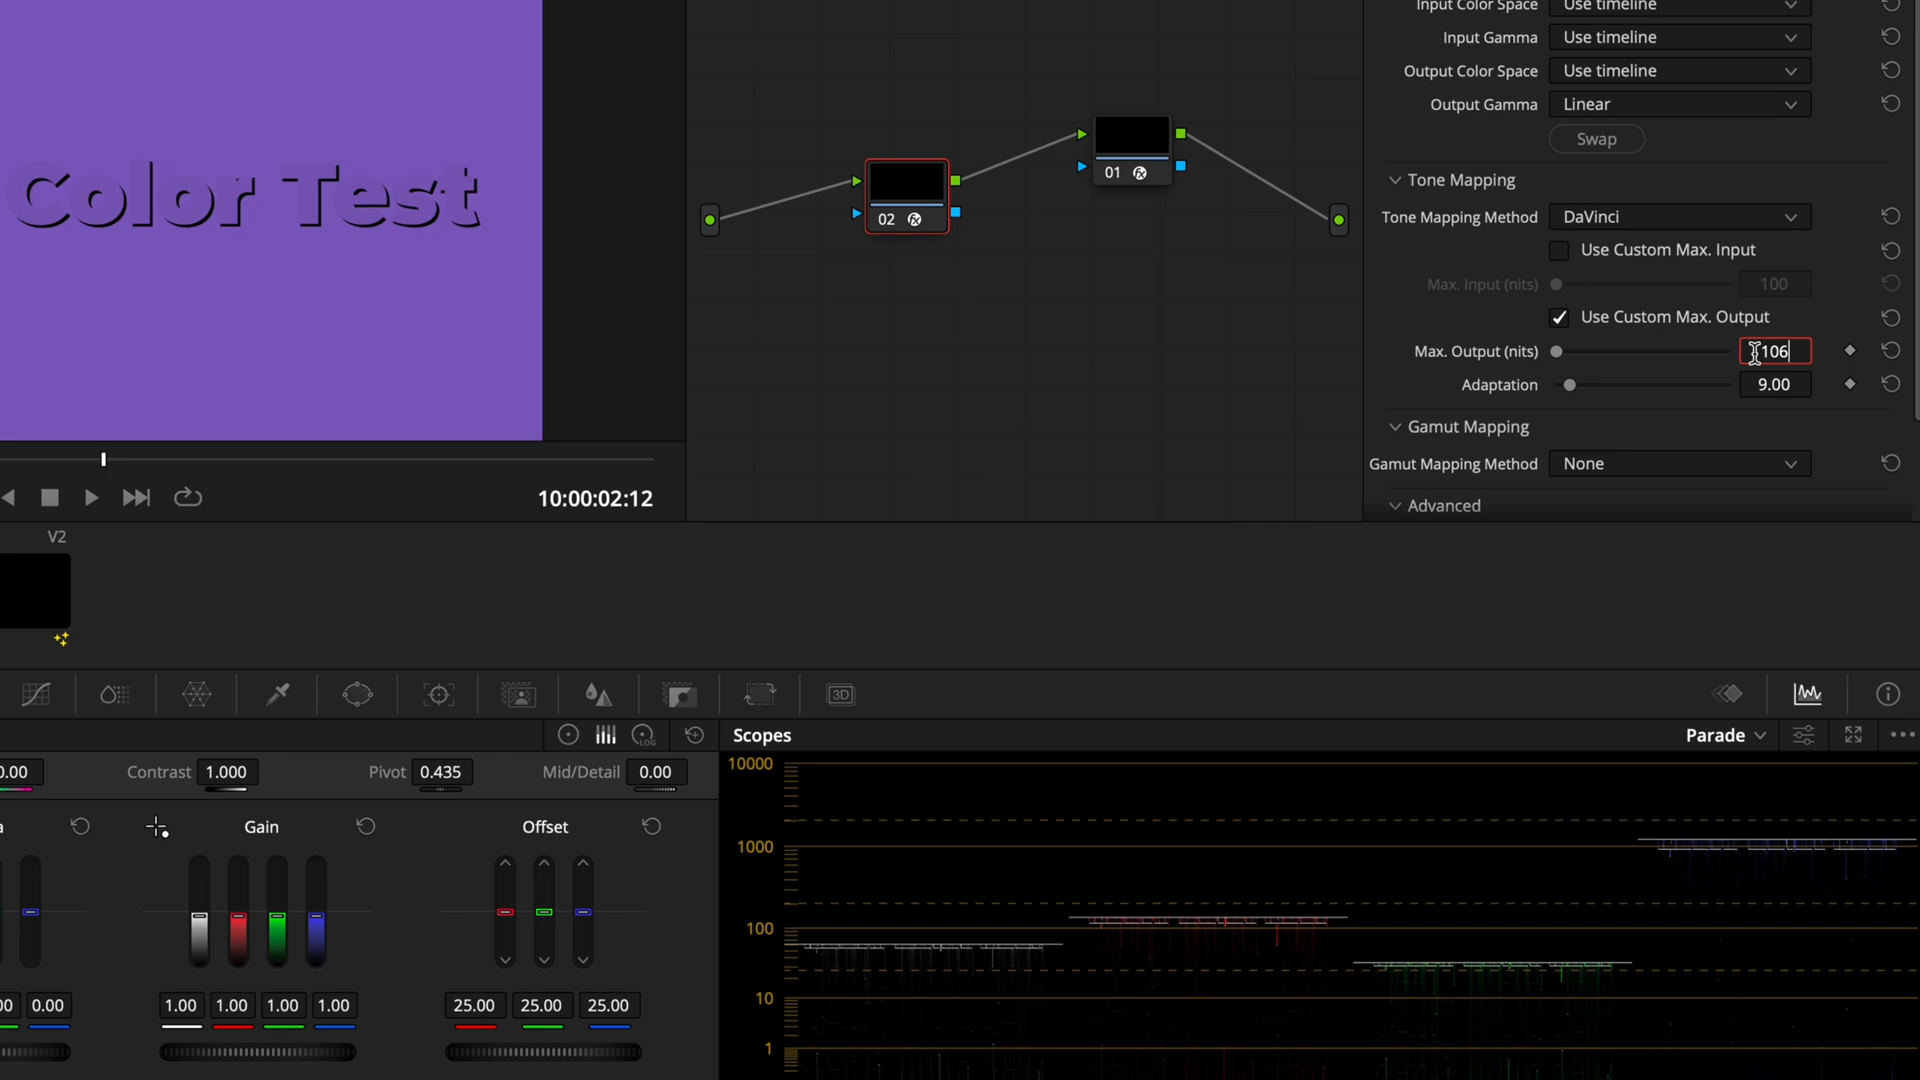 Input Color Space Use timeline
Input Gamma Use timeline
Output Color Space Use timeline
Output Gamma Linear
Swap
Tone Mapping
Tone Mapping Method DaVinci
Use Custom Max. Input
Max. Input (nits) 100
Use Custom Max. Output
Max. Output (nits) 106
Adaptation 9.00
Gamut Mapping
Gamut Mapping Method None
Advanced
Color Test
02
01
10:00:02:12
V2
3D
LOG
Scopes
Parade
0.00 Contrast 1.000 Pivot 0.435 Mid/Detail 0.00
a Gain Offset
00 0.00 1.00 1.00 1.00 1.00 25.00 25.00 25.00
10000
1000
100
10
1